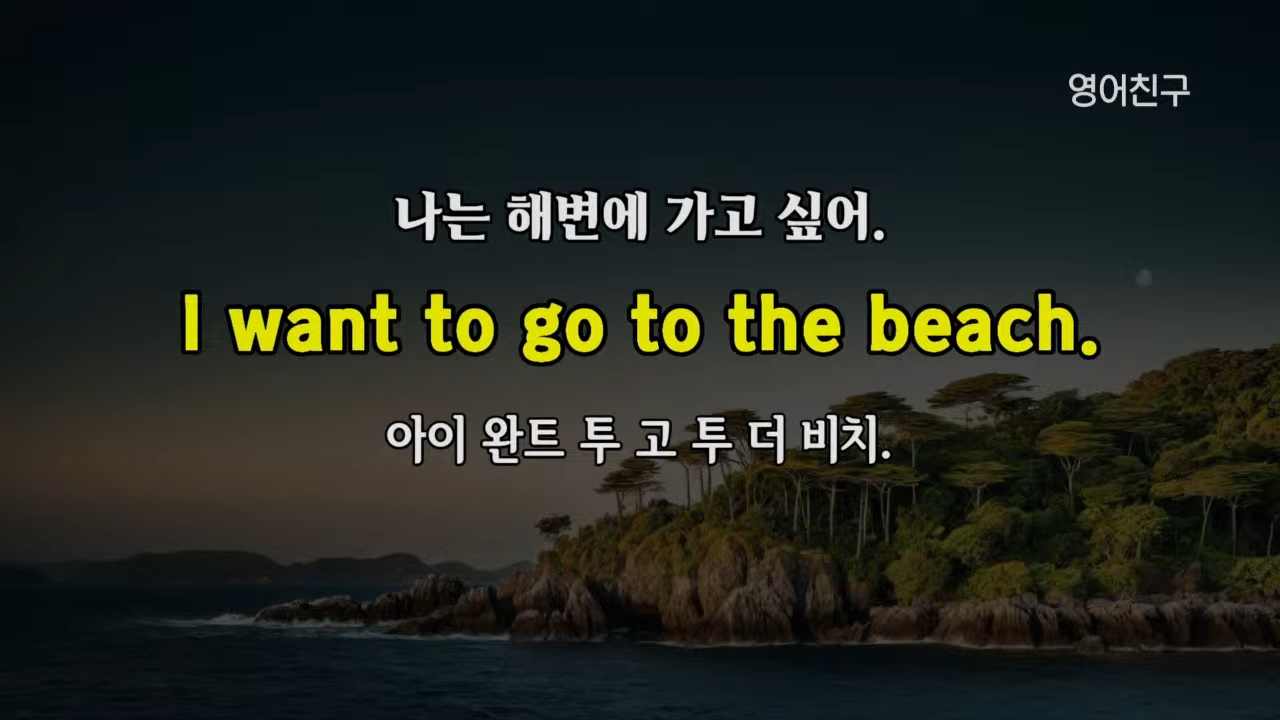 영어친구
나는 해변에 가고 싶어.
I want to go to the beach.
아이 완트 투 고 투 더 비치.